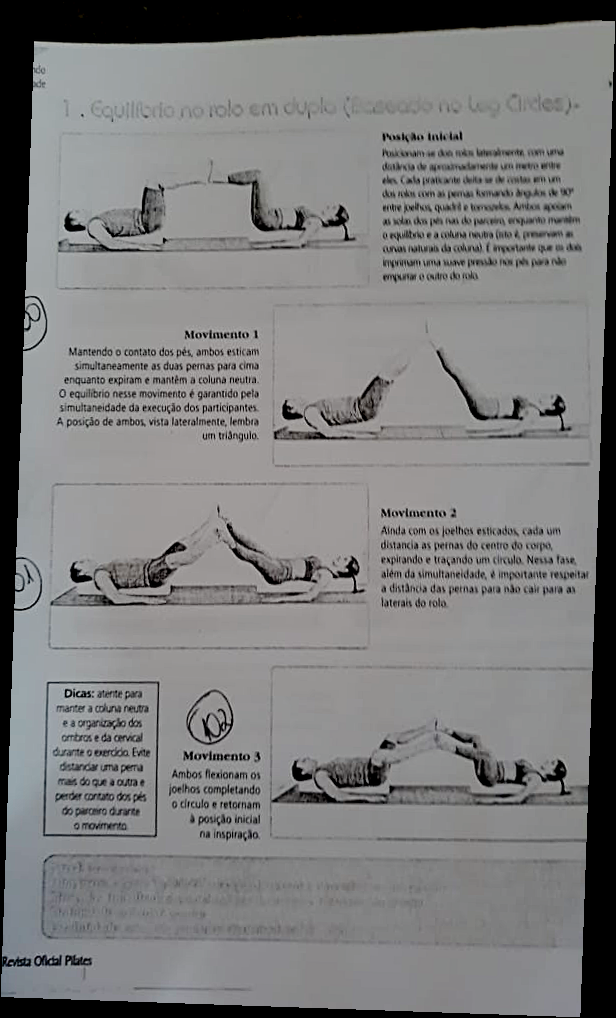 ndo
ade
1. Equilíbrio no rolo em dupla (Baseado no Leg Circles)
Posição inicial
Posicionam-se dois rolos lateralmente, com uma
distância de aproximadamente um metro entre
eles. Cada praticante deita-se de costas em um
dos rolos com as pernas formando ângulos de 90°
entre joelhos, quadril e tornozelos. Ambos apoiam
as solas dos pés nas do parceiro, enquanto mantêm
o equilíbrio e a coluna neutra (isto é, preservam as
curvas naturais da coluna). É importante que os dois
imprimam uma suave pressão nos pés para não
empurrar o outro do rolo.
Movimento 1
Mantendo o contato dos pés, ambos esticam
simultaneamente as duas pernas para cima
enquanto expiram e mantêm a coluna neutra.
O equilíbrio nesse movimento é garantido pela
simultaneidade da execução dos participantes.
A posição de ambos, vista lateralmente, lembra
um triângulo.
Movimento 2
Ainda com os joelhos esticados, cada um
distancia as pernas do centro do corpo,
expirando e traçando um círculo. Nessa fase,
além da simultaneidade, é importante respeitar
a distância das pernas para não cair para as
laterais do rolo.
Dicas: atente para
manter a coluna neutra
e a organização dos
ombros e da cervical
durante o exercício. Evite
distanciar uma perna
mais do que a outra e
perder contato dos pés
do parceiro durante
o movimento.
102
Movimento 3
Ambos flexionam os
joelhos completando
o círculo e retornam
à posição inicial
na inspiração.
Revista Oficial Pilates